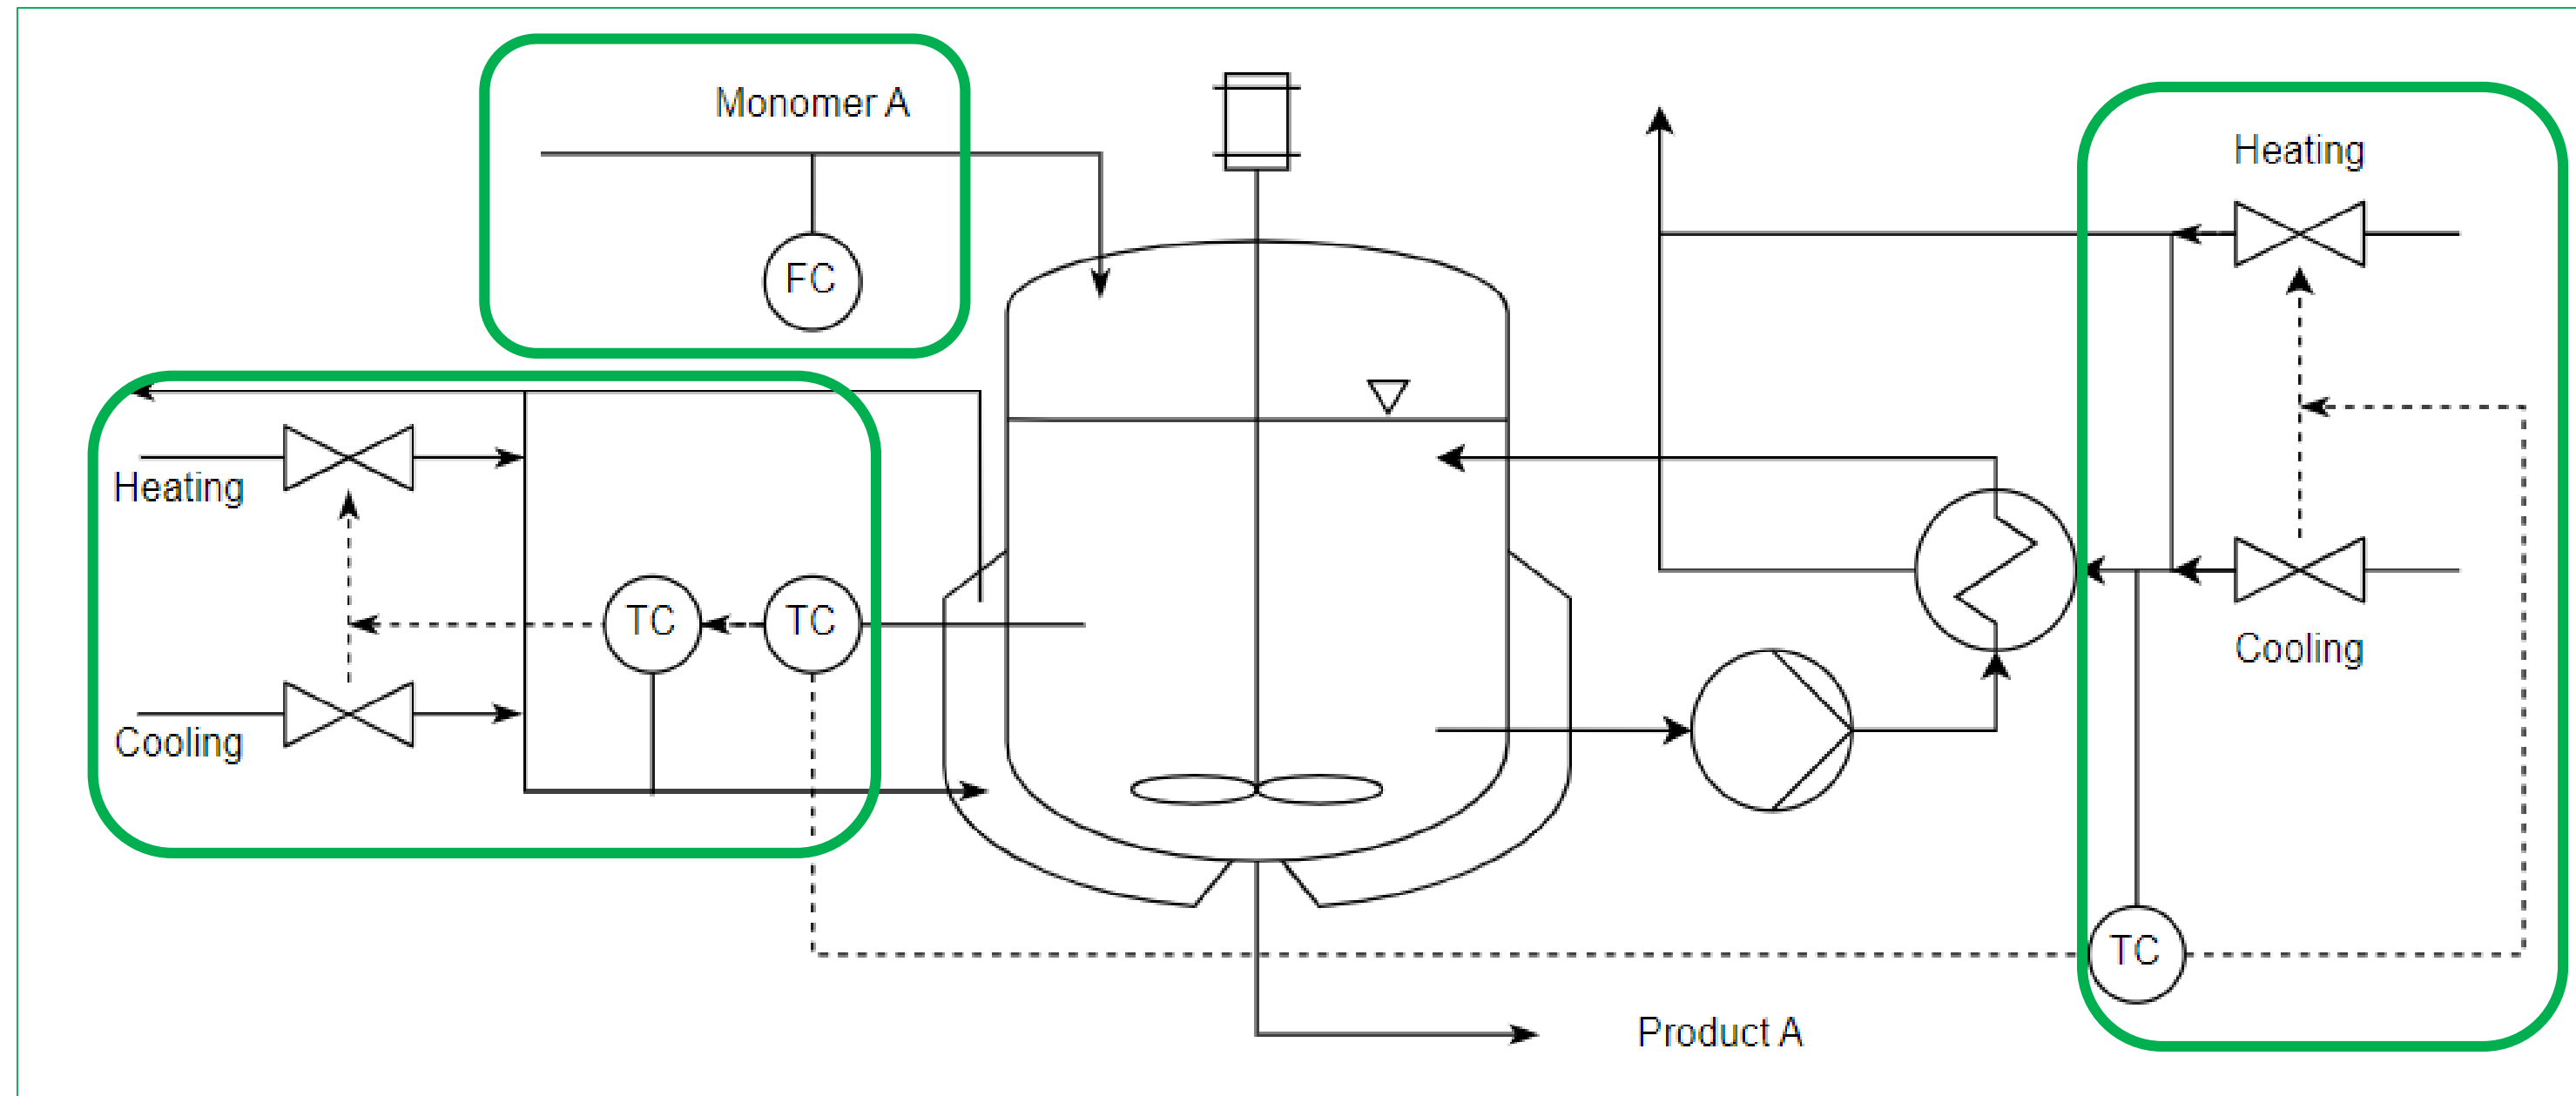 Monomer A
FC
Heating
Heating
TC
TC
Cooling
Cooling
TC
Product A